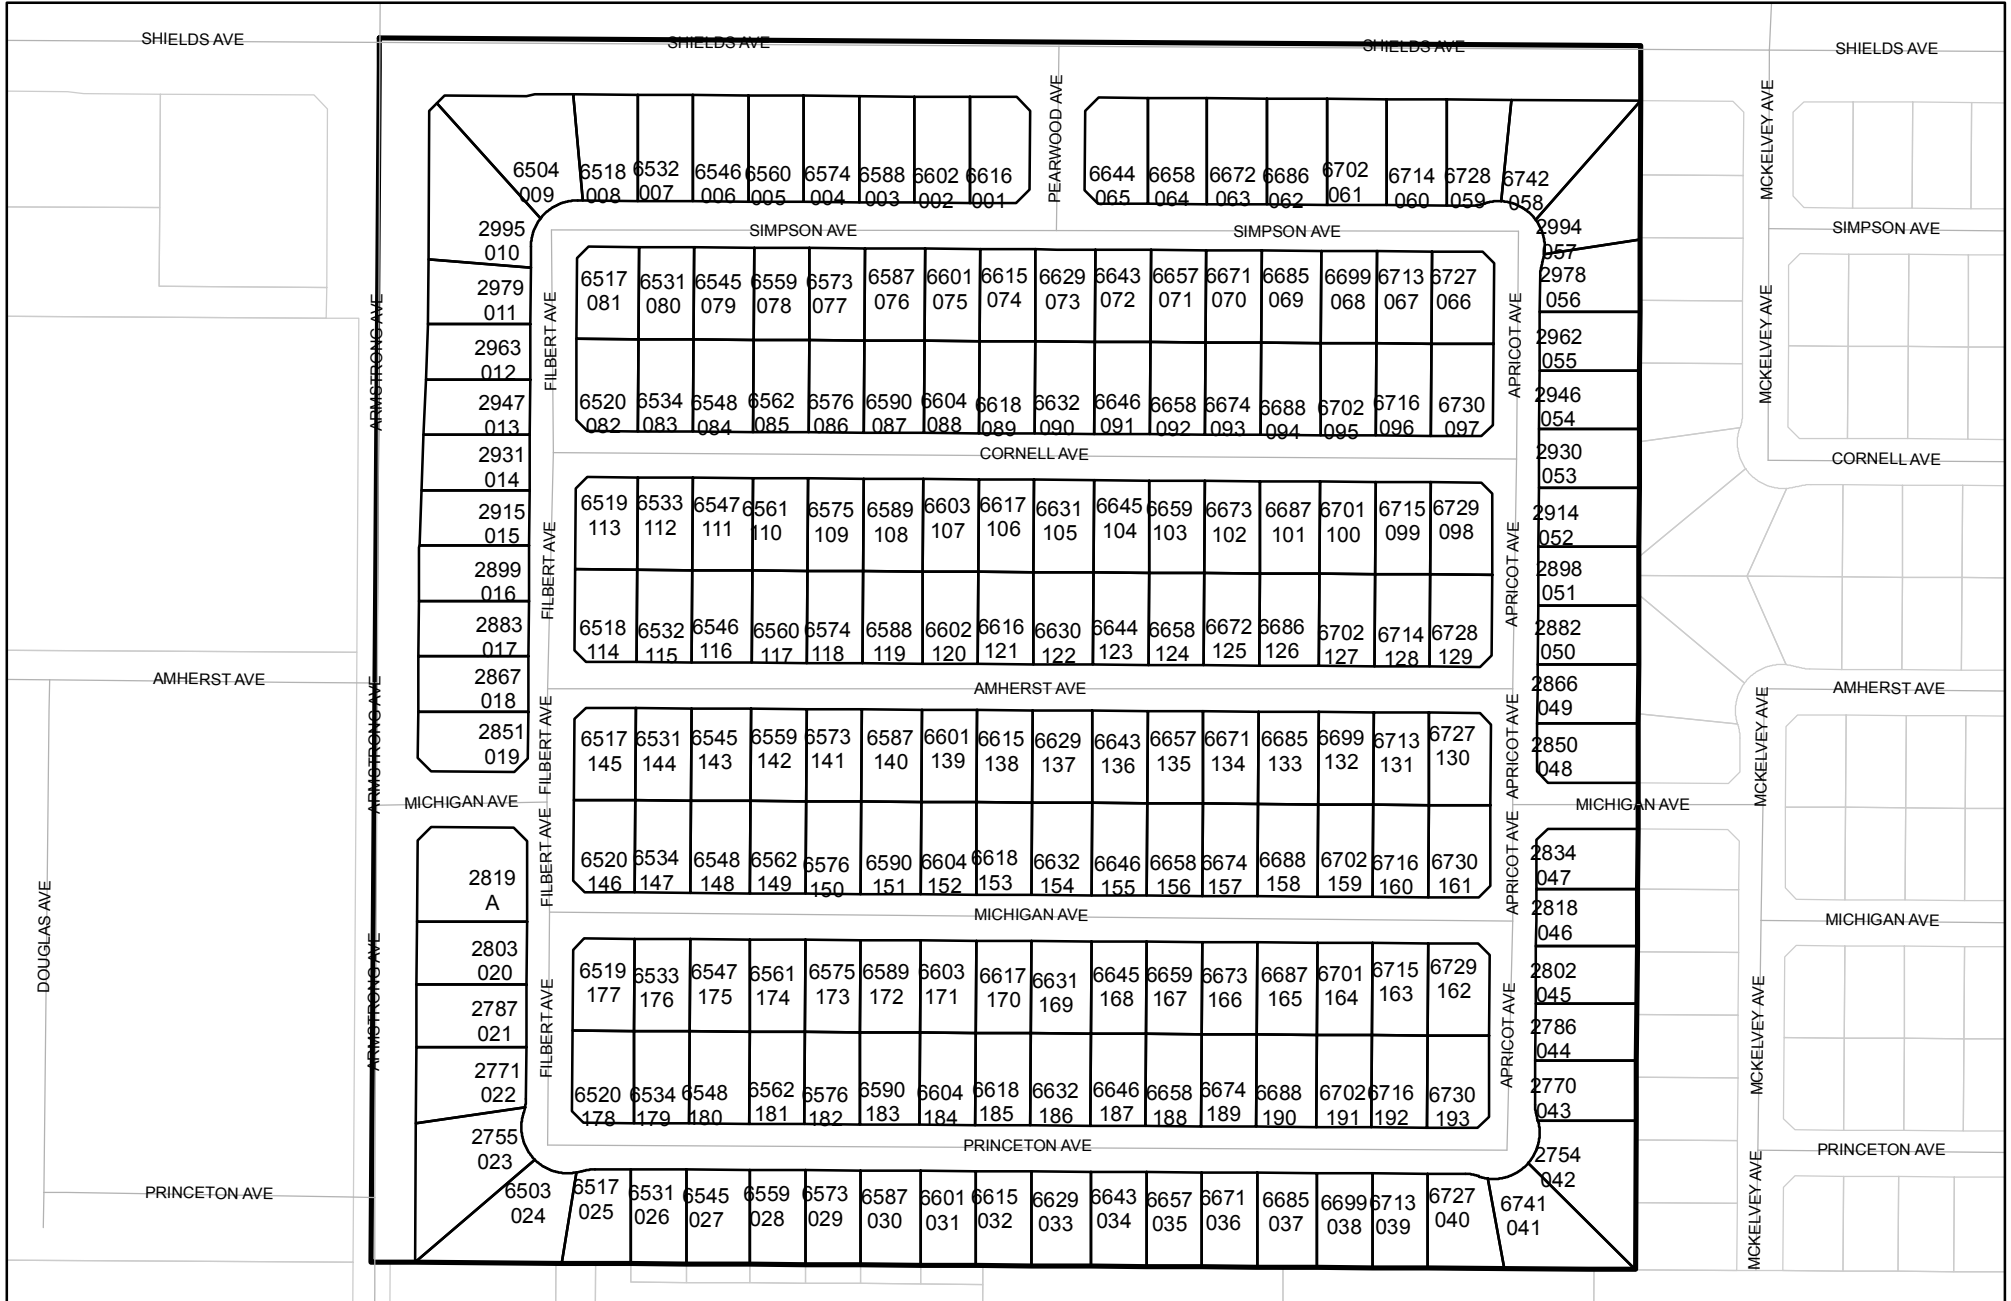 SHIELDS AVE
SHIELDS AVE
SHIELDS AVE
SHIELDS AVE
PEARWOOD AVE
MCKELVEY AVE
6504 6518 6532 6546 6560 6574 6588 6602 6616
009 008 007 006 005 004 003 002 001
6644 6658 6672 6686 6702 6714 6728 6742
065 064 063 062 061 060 059 058
SIMPSON AVE
SIMPSON AVE
SIMPSON AVE
2995
010
2979
011
2963
012
2947
013
2931
014
2915
015
2899
016
2883
017
2867
018
2851
019
2994
057
2978
056
2962
055
2946
054
2930
053
2914
052
2898
051
2882
050
2866
049
2850
048
ARMSTRONG AVE
FILBERT AVE
APRICOT AVE
MCKELVEY AVE
6517 6531 6545 6559 6573 6587 6601 6615 6629 6643 6657 6671 6685 6699 6713 6727
081 080 079 078 077 076 075 074 073 072 071 070 069 068 067 066
6520 6534 6548 6562 6576 6590 6604 6618 6632 6646 6658 6674 6688 6702 6716 6730
082 083 084 085 086 087 088 089 090 091 092 093 094 095 096 097
CORNELL AVE
CORNELL AVE
FILBERT AVE
APRICOT AVE
6519 6533 6547 6561 6575 6589 6603 6617 6631 6645 6659 6673 6687 6701 6715 6729
113 112 111 110 109 108 107 106 105 104 103 102 101 100 099 098
6518 6532 6546 6560 6574 6588 6602 6616 6630 6644 6658 6672 6686 6702 6714 6728
114 115 116 117 118 119 120 121 122 123 124 125 126 127 128 129
AMHERST AVE
AMHERST AVE
AMHERST AVE
ARMSTRONG AVE
FILBERT AVE
APRICOT AVE
MCKELVEY AVE
6517 6531 6545 6559 6573 6587 6601 6615 6629 6643 6657 6671 6685 6699 6713 6727
145 144 143 142 141 140 139 138 137 136 135 134 133 132 131 130
MICHIGAN AVE
MICHIGAN AVE
FILBERT AVE
APRICOT AVE
6520 6534 6548 6562 6576 6590 6604 6618 6632 6646 6658 6674 6688 6702 6716 6730
146 147 148 149 150 151 152 153 154 155 156 157 158 159 160 161
MICHIGAN AVE
MICHIGAN AVE
2819
A
2803
020
2787
021
2771
022
2755
023
2834
047
2818
046
2802
045
2786
044
2770
043
2754
042
DOUGLAS AVE
ARMSTRONG AVE
FILBERT AVE
APRICOT AVE
MCKELVEY AVE
6519 6533 6547 6561 6575 6589 6603 6617 6631 6645 6659 6673 6687 6701 6715 6729
177 176 175 174 173 172 171 170 169 168 167 166 165 164 163 162
6520 6534 6548 6562 6576 6590 6604 6618 6632 6646 6658 6674 6688 6702 6716 6730
178 179 180 181 182 183 184 185 186 187 188 189 190 191 192 193
PRINCETON AVE
PRINCETON AVE
PRINCETON AVE
MCKELVEY AVE
6503 6517 6531 6545 6559 6573 6587 6601 6615 6629 6643 6657 6671 6685 6699 6713 6727 6741
024 025 026 027 028 029 030 031 032 033 034 035 036 037 038 039 040 041